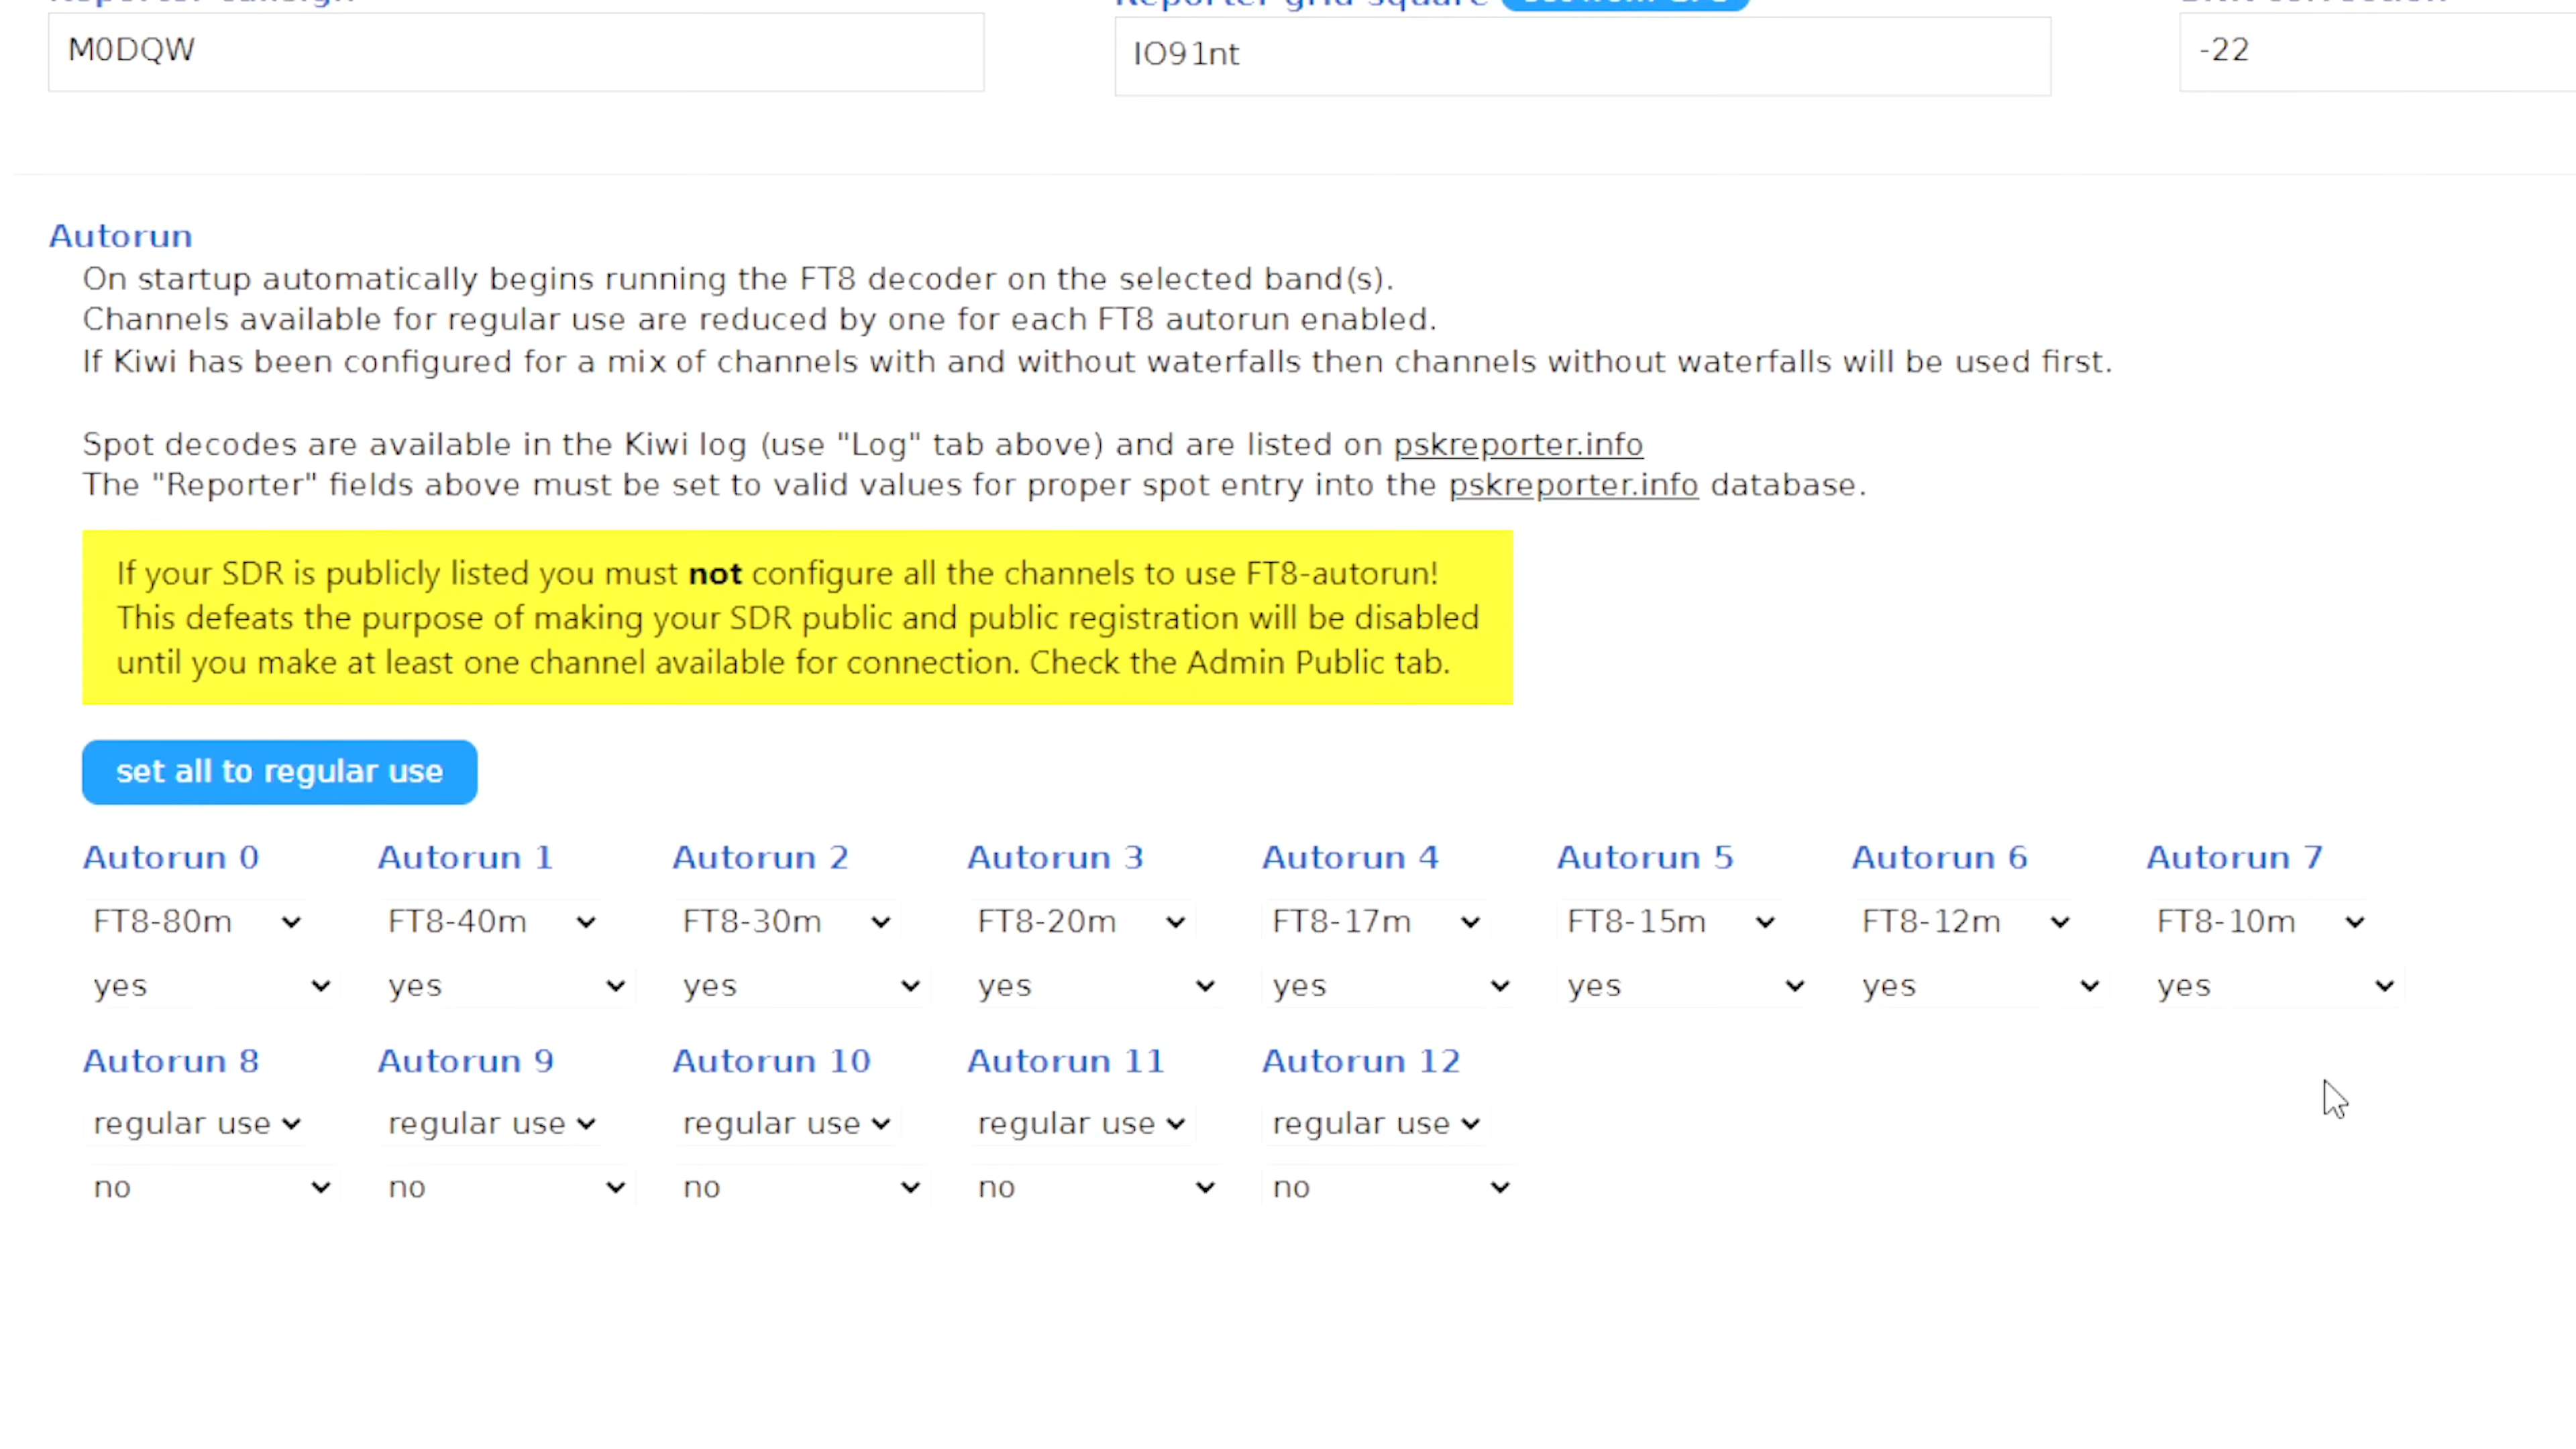 M0DQW
IO91nt
-22
Autorun
On startup automatically begins running the FT8 decoder on the selected band(s).
Channels available for regular use are reduced by one for each FT8 autorun enabled.
If Kiwi has been configured for a mix of channels with and without waterfalls then channels without waterfalls will be used first.
Spot decodes are available in the Kiwi log (use "Log" tab above) and are listed on pskreporter.info
The "Reporter" fields above must be set to valid values for proper spot entry into the pskreporter.info database.
If your SDR is publicly listed you must not configure all the channels to use FT8-autorun!
This defeats the purpose of making your SDR public and public registration will be disabled
until you make at least one channel available for connection. Check the Admin Public tab.
set all to regular use
Autorun 0 Autorun 1 Autorun 2 Autorun 3 Autorun 4 Autorun 5 Autorun 6 Autorun 7
FT8-80m FT8-40m FT8-30m FT8-20m FT8-17m FT8-15m FT8-12m FT8-10m
yes yes yes yes yes yes yes yes
Autorun 8 Autorun 9 Autorun 10 Autorun 11 Autorun 12
regular use regular use regular use regular use regular use
no no no no no